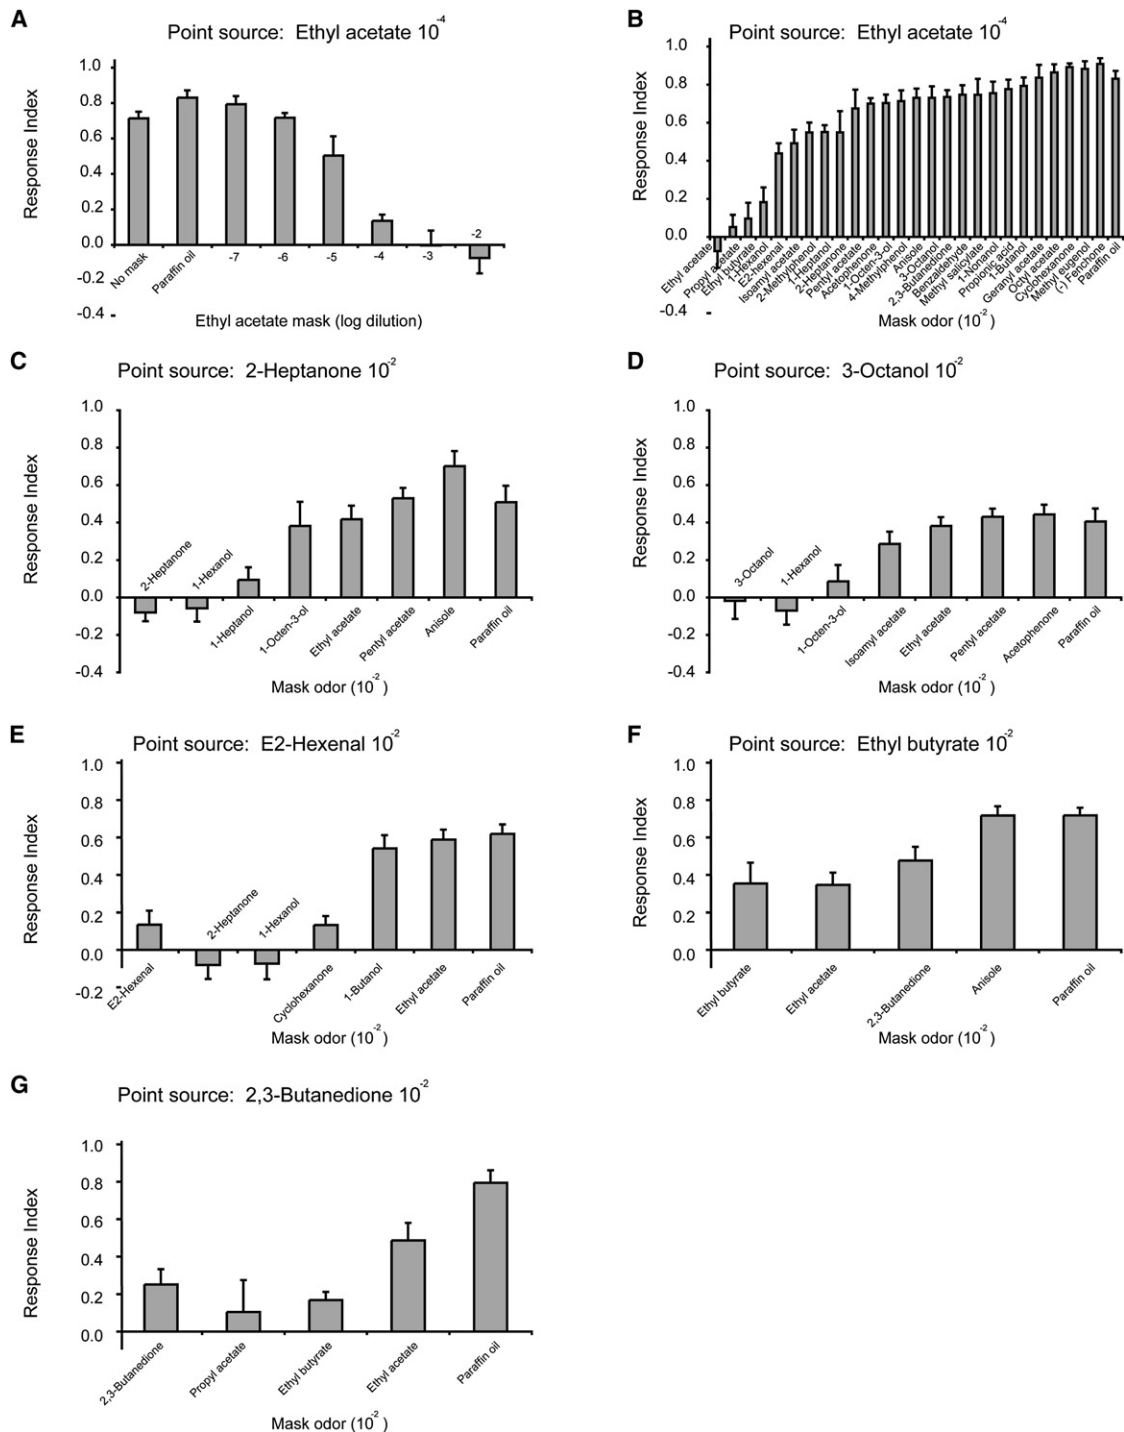 A
Point source: Ethyl acetate 10-4
Response Index
1.0
0.8
0.6
0.4
0.2
0.0
-0.2
-0.4
No mask
Paraffin oil
-7
-6
-5
-4
-3
-2
Ethyl acetate mask (log dilution)
B
Point source: Ethyl acetate 10-4
Response Index
1.0
0.8
0.6
0.4
0.2
0.0
-0.4
Ethyl acetate
Propyl acetate
Ethyl butyrate
1-Hexanol
E2-hexenal
Isoamyl acetate
2-Methylphenol
1-Heptanol
2-Heptanone
Pentyl acetate
Acetophenone
1-Octen-3-ol
4-Methylphenol
Anisole
3-Octanol
2,3-Butanedione
Benzaldehyde
Methyl salicylate
1-Nonanol
Propionic acid
1-Butanol
Geranyl acetate
Octyl acetate
Cyclohexanone
Methyl eugenol
(-) Fenchone
Paraffin oil
Mask odor (10-2)
C
Point source: 2-Heptanone 10-2
Response Index
1.0
0.8
0.6
0.4
0.2
0.0
-0.2
-0.4
2-Heptanone
1-Hexanol
1-Heptanol
1-Octen-3-ol
Ethyl acetate
Pentyl acetate
Anisole
Paraffin oil
Mask odor (10-2)
D
Point source: 3-Octanol 10-2
Response Index
1.0
0.8
0.6
0.4
0.2
0.0
-0.2
-0.4
3-Octanol
1-Hexanol
1-Octen-3-ol
Isoamyl acetate
Ethyl acetate
Pentyl acetate
Acetophenone
Paraffin oil
Mask odor (10-2)
E
Point source: E2-Hexenal 10-2
Response Index
1.0
0.8
0.6
0.4
0.2
0.0
-0.2
E2-Hexenal
2-Heptanone
1-Hexanol
Cyclohexanone
1-Butanol
Ethyl acetate
Paraffin oil
Mask odor (10-2)
F
Point source: Ethyl butyrate 10-2
Response Index
1.0
0.8
0.6
0.4
0.2
0.0
Ethyl butyrate
Ethyl acetate
2,3-Butanedione
Anisole
Paraffin oil
Mask odor (10-2)
G
Point source: 2,3-Butanedione 10-2
Response Index
1.0
0.8
0.6
0.4
0.2
0.0
2,3-Butanedione
Propyl acetate
Ethyl butyrate
Ethyl acetate
Paraffin oil
Mask odor (10-2)